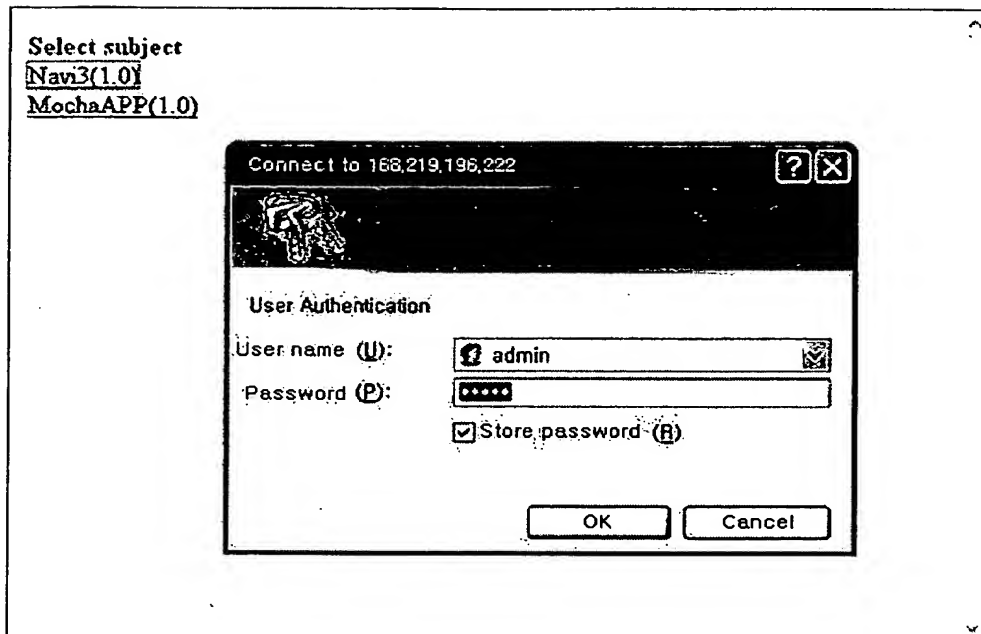 Select subject
Navi3(1.0)
MochaAPP(1.0)
Connect to 168,219,196,222
User Authentication
User name (U):
admin
Password (P):
Store password (R)
OK
Cancel